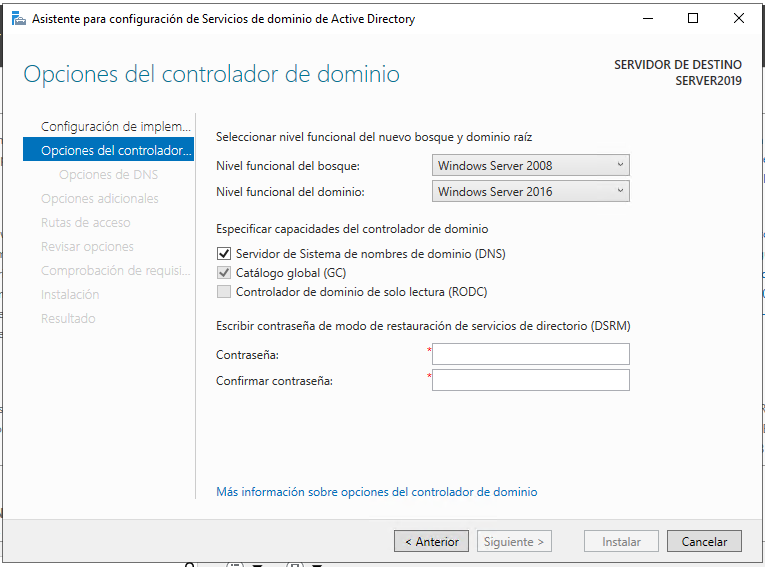 Asistente para configuración de Servicios de dominio de Active Directory
Opciones del controlador de dominio
SERVIDOR DE DESTINO
SERVER2019
Configuración de implem...
Opciones del controlador...
Opciones de DNS
Opciones adicionales
Rutas de acceso
Revisar opciones
Comprobación de requisi...
Instalación
Resultado
Seleccionar nivel funcional del nuevo bosque y dominio raíz
Nivel funcional del bosque: Windows Server 2008
Nivel funcional del dominio: Windows Server 2016
Especificar capacidades del controlador de dominio
Servidor de Sistema de nombres de dominio (DNS)
Catálogo global (GC)
Controlador de dominio de solo lectura (RODC)
Escribir contraseña de modo de restauración de servicios de directorio (DSRM)
Contraseña: *
Confirmar contraseña: *
Más información sobre opciones del controlador de dominio
< Anterior Siguiente > Instalar Cancelar